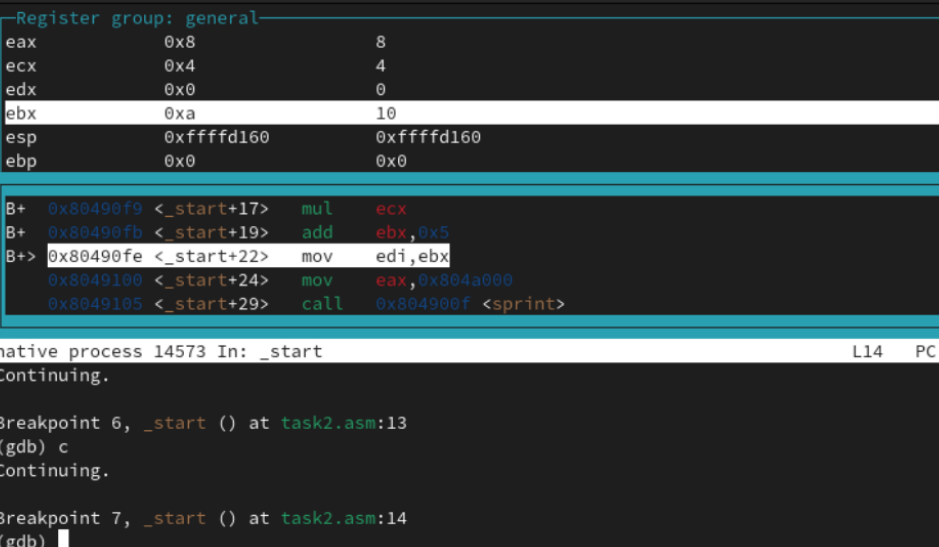 Register group: general
eax 0x8 8
ecx 0x4 4
edx 0x0 0
ebx 0xa 10
esp 0xffffd160 0xffffd160
ebp 0x0 0x0
B+ 0x80490f9 <_start+17> mul ecx
B+ 0x80490fb <_start+19> add ebx,0x5
B+> 0x80490fe <_start+22> mov edi,ebx
0x8049100 <_start+24> mov eax,0x804a000
0x8049105 <_start+29> call 0x804900f <sprint>
native process 14573 In: _start L14 PC
Continuing.
Breakpoint 6, _start () at task2.asm:13
(gdb) c
Continuing.
Breakpoint 7, _start () at task2.asm:14
(gdb)